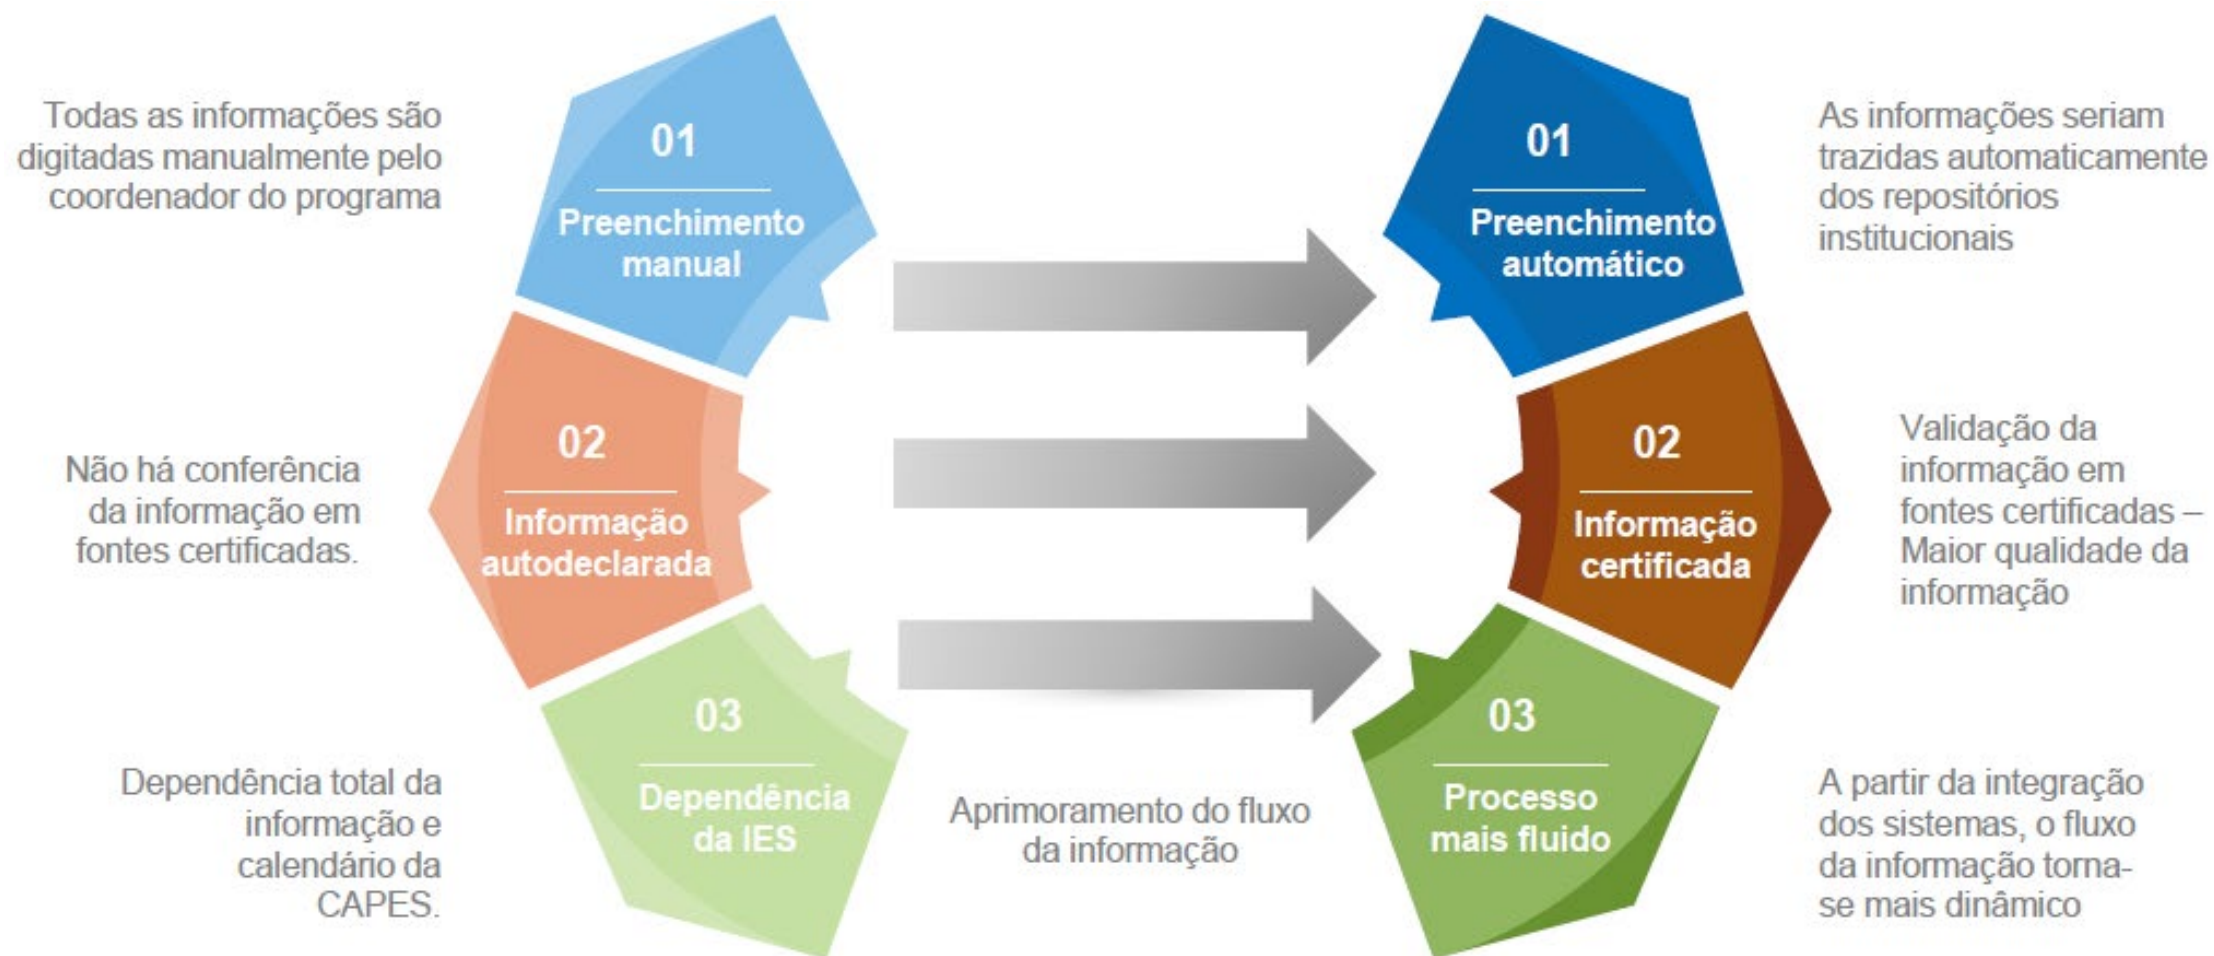 Todas as informações são
digitadas manualmente pelo
coordenador do programa
01
Preenchimento
manual
01
Preenchimento
automático
As informações seriam
trazidas automaticamente
dos repositórios
institucionais
Não há conferência
da informação em
fontes certificadas.
02
Informação
autodeclarada
02
Informação
certificada
Validação da
informação em
fontes certificadas –
Maior qualidade da
informação
Dependência total da
informação e
calendário da
CAPES.
03
Dependência
da IES
Aprimoramento do fluxo
da informação
03
Processo
mais fluido
A partir da integração
dos sistemas, o fluxo
da informação torna-
se mais dinâmico